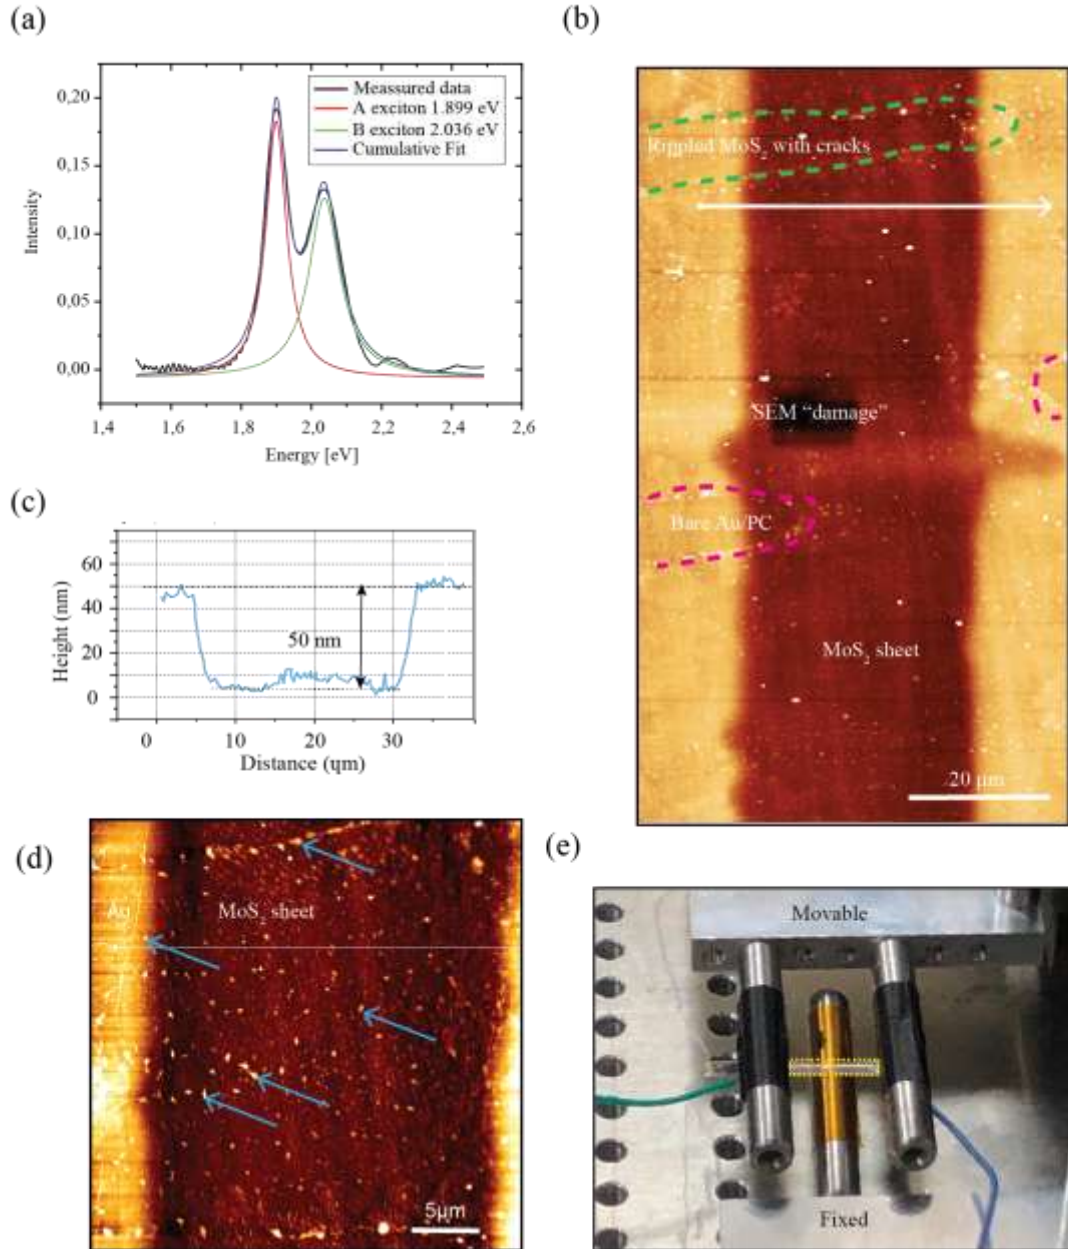 (a)
0,20
0,15
0,10
0,05
0,00
Intensity
1,4
1,6
1,8
2,0
2,2
2,4
2,6
Energy [eV]
Meassured data
A exciton 1.899 eV
B exciton 2.036 eV
Cumulative Fit
(b)
Rippled MoS₂ with cracks
SEM “damage”
Bare Au/PC
MoS₂ sheet
20 μm
(c)
60
40
20
0
Height (nm)
50 nm
0
10
20
30
Distance (ųm)
(d)
Au
MoS₂ sheet
5μm
(e)
Movable
Fixed